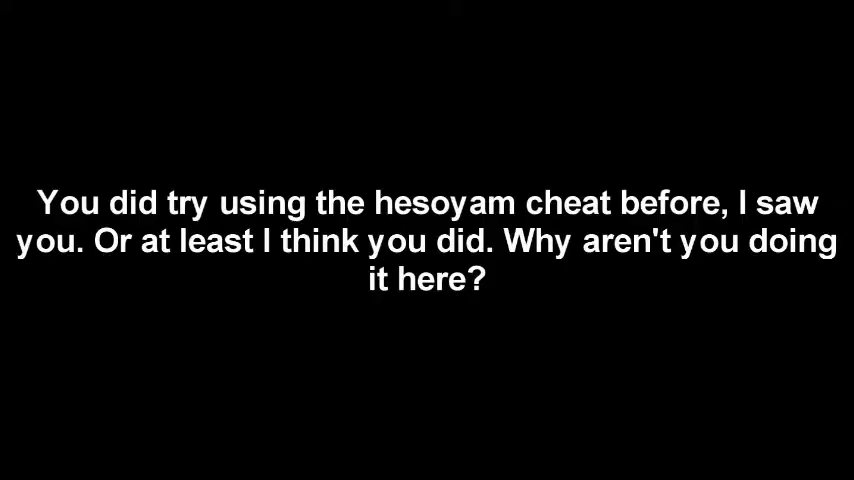 You did try using the hesoyam cheat before, I saw
you. Or at least I think you did. Why aren't you doing
it here?